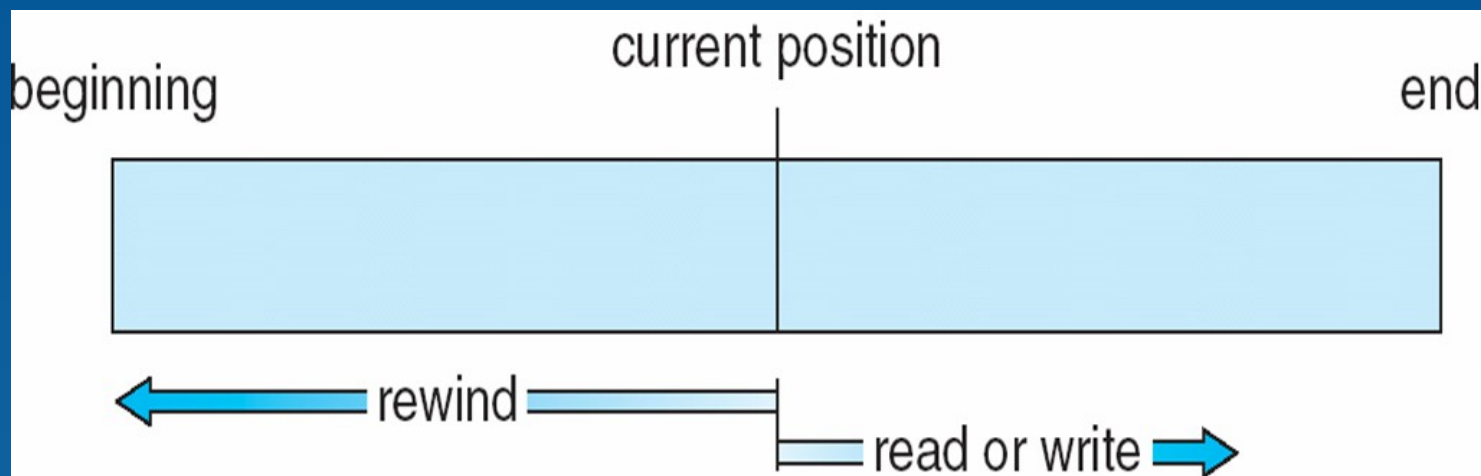 current position
beginning
end
rewind
read or write